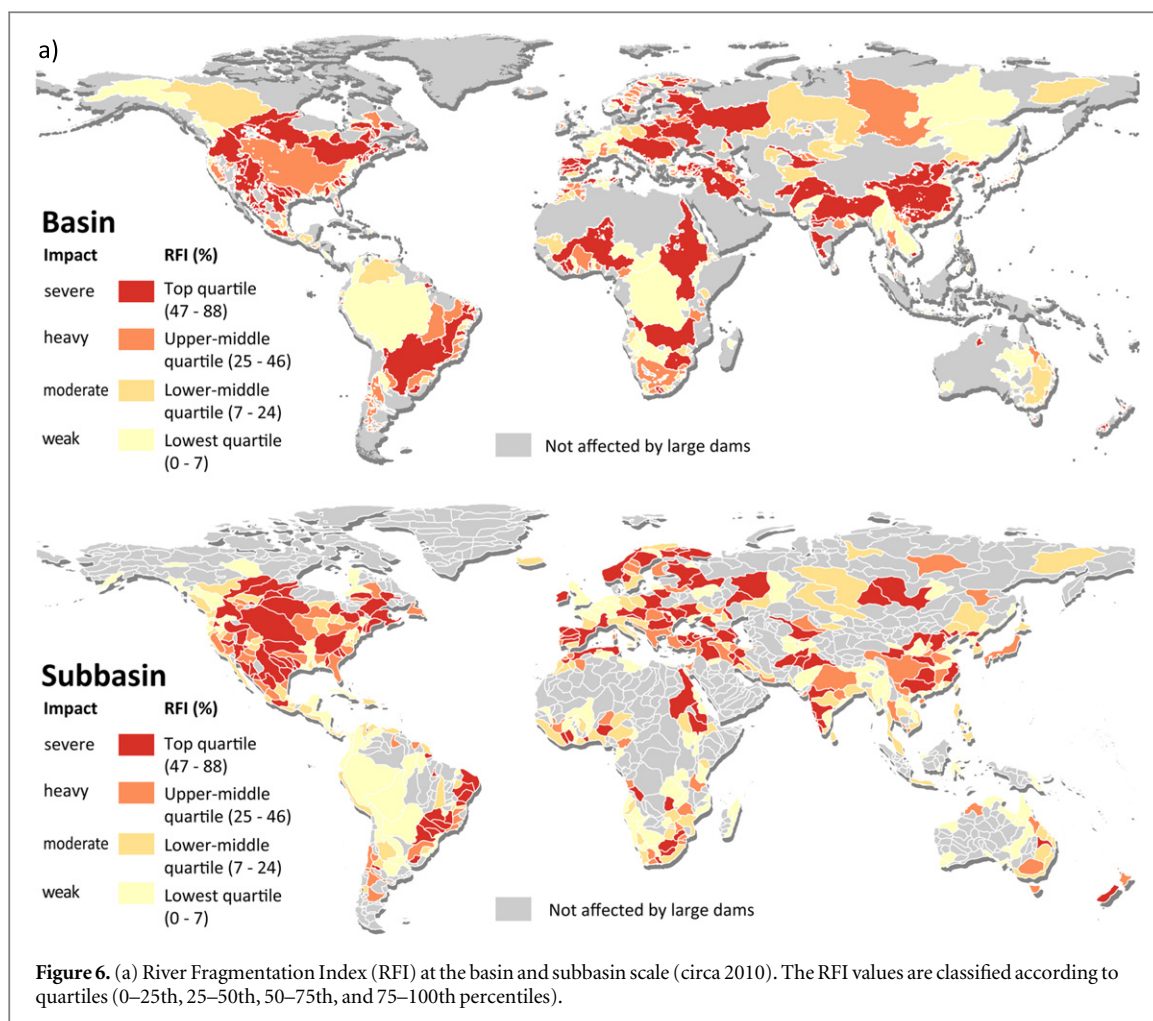 a)
Basin
Impact RFI (%)
severe Top quartile
(47 - 88)
heavy Upper-middle
quartile (25 - 46)
moderate Lower-middle
quartile (7 - 24)
weak Lowest quartile
(0 - 7)
Not affected by large dams
Subbasin
Impact RFI (%)
severe Top quartile
(47 - 88)
heavy Upper-middle
quartile (25 - 46)
moderate Lower-middle
quartile (7 - 24)
weak Lowest quartile
(0 - 7)
Not affected by large dams
Figure 6. (a) River Fragmentation Index (RFI) at the basin and subbasin scale (circa 2010). The RFI values are classified according to
quartiles (0–25th, 25–50th, 50–75th, and 75–100th percentiles).